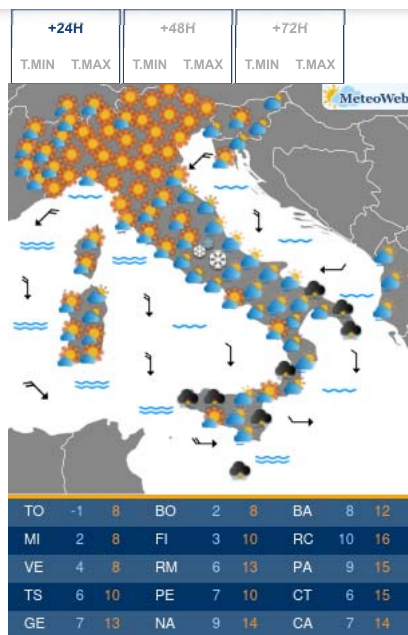 +24H +48H +72H
T.MIN T.MAX T.MIN T.MAX T.MIN T.MAX
MeteoWeb
TO -1 8 BO 2 8 BA 8 12
MI 2 8 FI 3 10 RC 10 16
VE 4 8 RM 6 13 PA 9 15
TS 6 10 PE 7 10 CT 6 15
GE 7 13 NA 9 14 CA 7 14